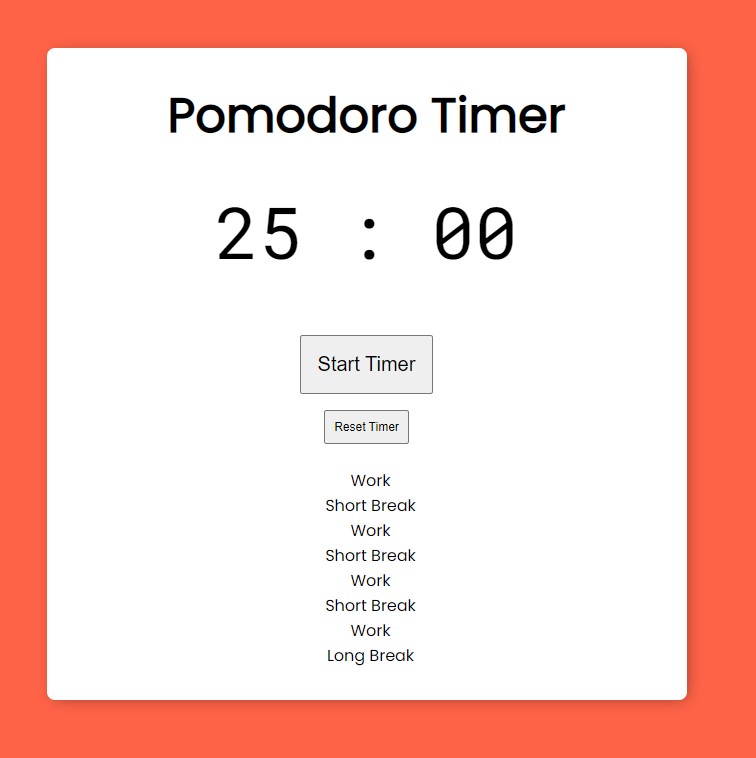 Pomodoro Timer
25 : 00
Start Timer
Reset Timer
Work
Short Break
Work
Short Break
Work
Short Break
Work
Long Break